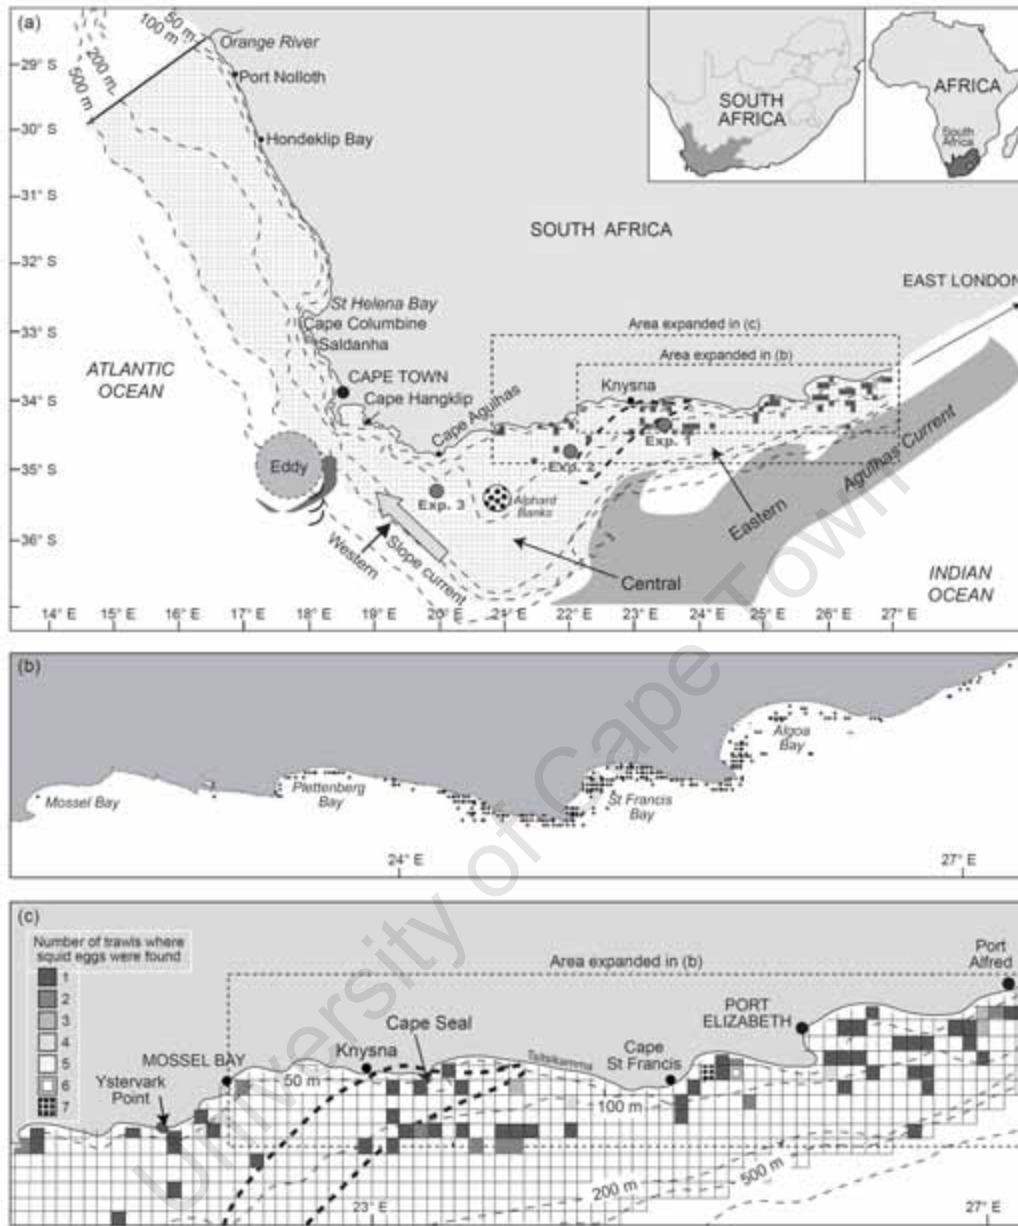 (a)
50 m
100 m
200 m
500 m
Orange River
Port Nolloth
Hondeklip Bay
29° S
30° S
31° S
32° S
33° S
34° S
35° S
36° S
SOUTH
AFRICA
AFRICA
South
Africa
SOUTH AFRICA
EAST LONDON
St Helena Bay
Cape Columbine
Saldanha
CAPE TOWN
Cape Hangklip
Cape Agulhas
ATLANTIC
OCEAN
Area expanded in (c)
Area expanded in (b)
Knysna
Exp. 1
Exp. 2
Exp. 3
Eddy
Alphard
Banks
Western
Slope current
Central
Eastern
Agulhas Current
INDIAN
OCEAN
14° E 15° E 16° E 17° E 18° E 19° E 20° E 21° E 22° E 23° E 24° E 25° E 26° E 27° E
(b)
Mossel Bay
Plettenberg
Bay
St Francis
Bay
Algoa
Bay
24° E
27° E
(c)
Number of trawls where
squid eggs were found
1
2
3
4
5
6
7
Area expanded in (b)
Port
Alfred
PORT
ELIZABETH
Cape
St Francis
Tsitsikamma
Cape Seal
Knysna
MOSSEL BAY
Ystervark
Point
50 m
100 m
200 m
500 m
23° E
27° E
University of Cape Town